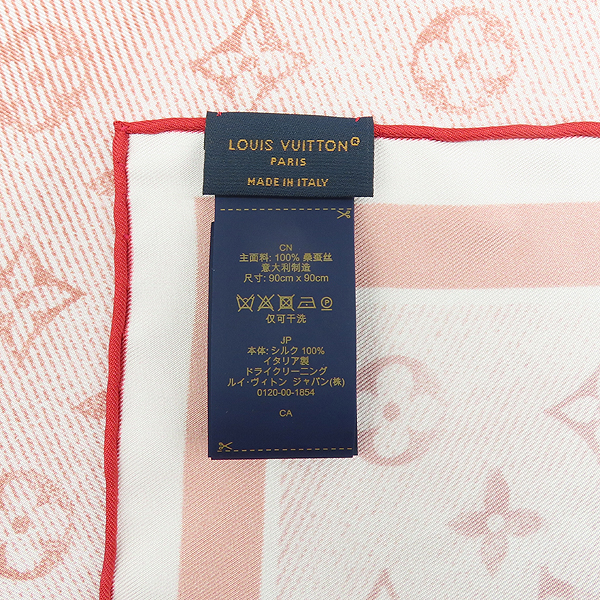 LOUIS VUITTON®
PARIS
MADE IN ITALY
CN
主面料: 100% 桑蚕丝
意大利制造
尺寸: 90cm x 90cm
仅可干洗
JP
本体: シルク 100%
イタリア製
ドライクリーニング
ルイ・ヴィトン ジャパン(株)
0120-00-1854
CA